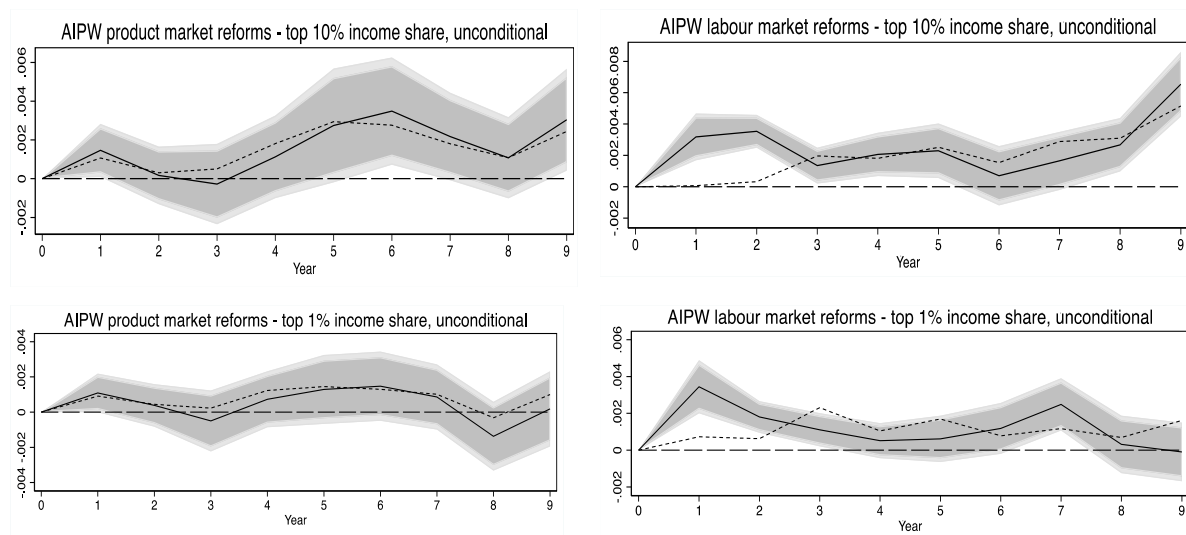 AIPW product market reforms - top 10% income share, unconditional
.006
.004
.002
0
-.002
0 1 2 3 4 5 6 7 8 9
Year
AIPW labour market reforms - top 10% income share, unconditional
.008
.006
.004
.002
0
-.002
0 1 2 3 4 5 6 7 8 9
Year
AIPW product market reforms - top 1% income share, unconditional
.004
.002
0
-.002
-.004
0 1 2 3 4 5 6 7 8 9
Year
AIPW labour market reforms - top 1% income share, unconditional
.006
.004
.002
0
-.002
0 1 2 3 4 5 6 7 8 9
Year